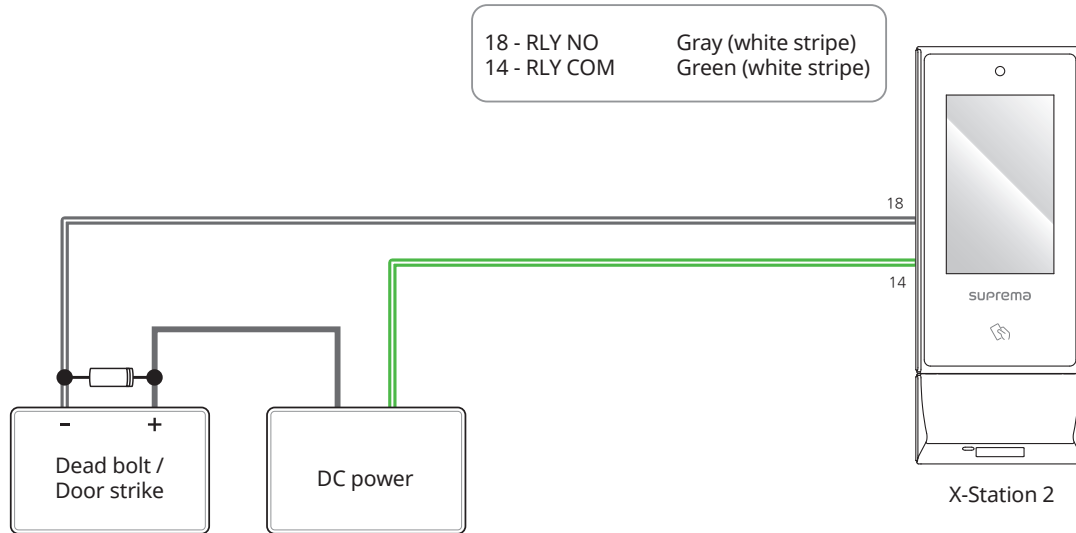 18 - RLY NO Gray (white stripe)
14 - RLY COM Green (white stripe)
18
14
suprema
- +
Dead bolt /
Door strike
DC power
X-Station 2